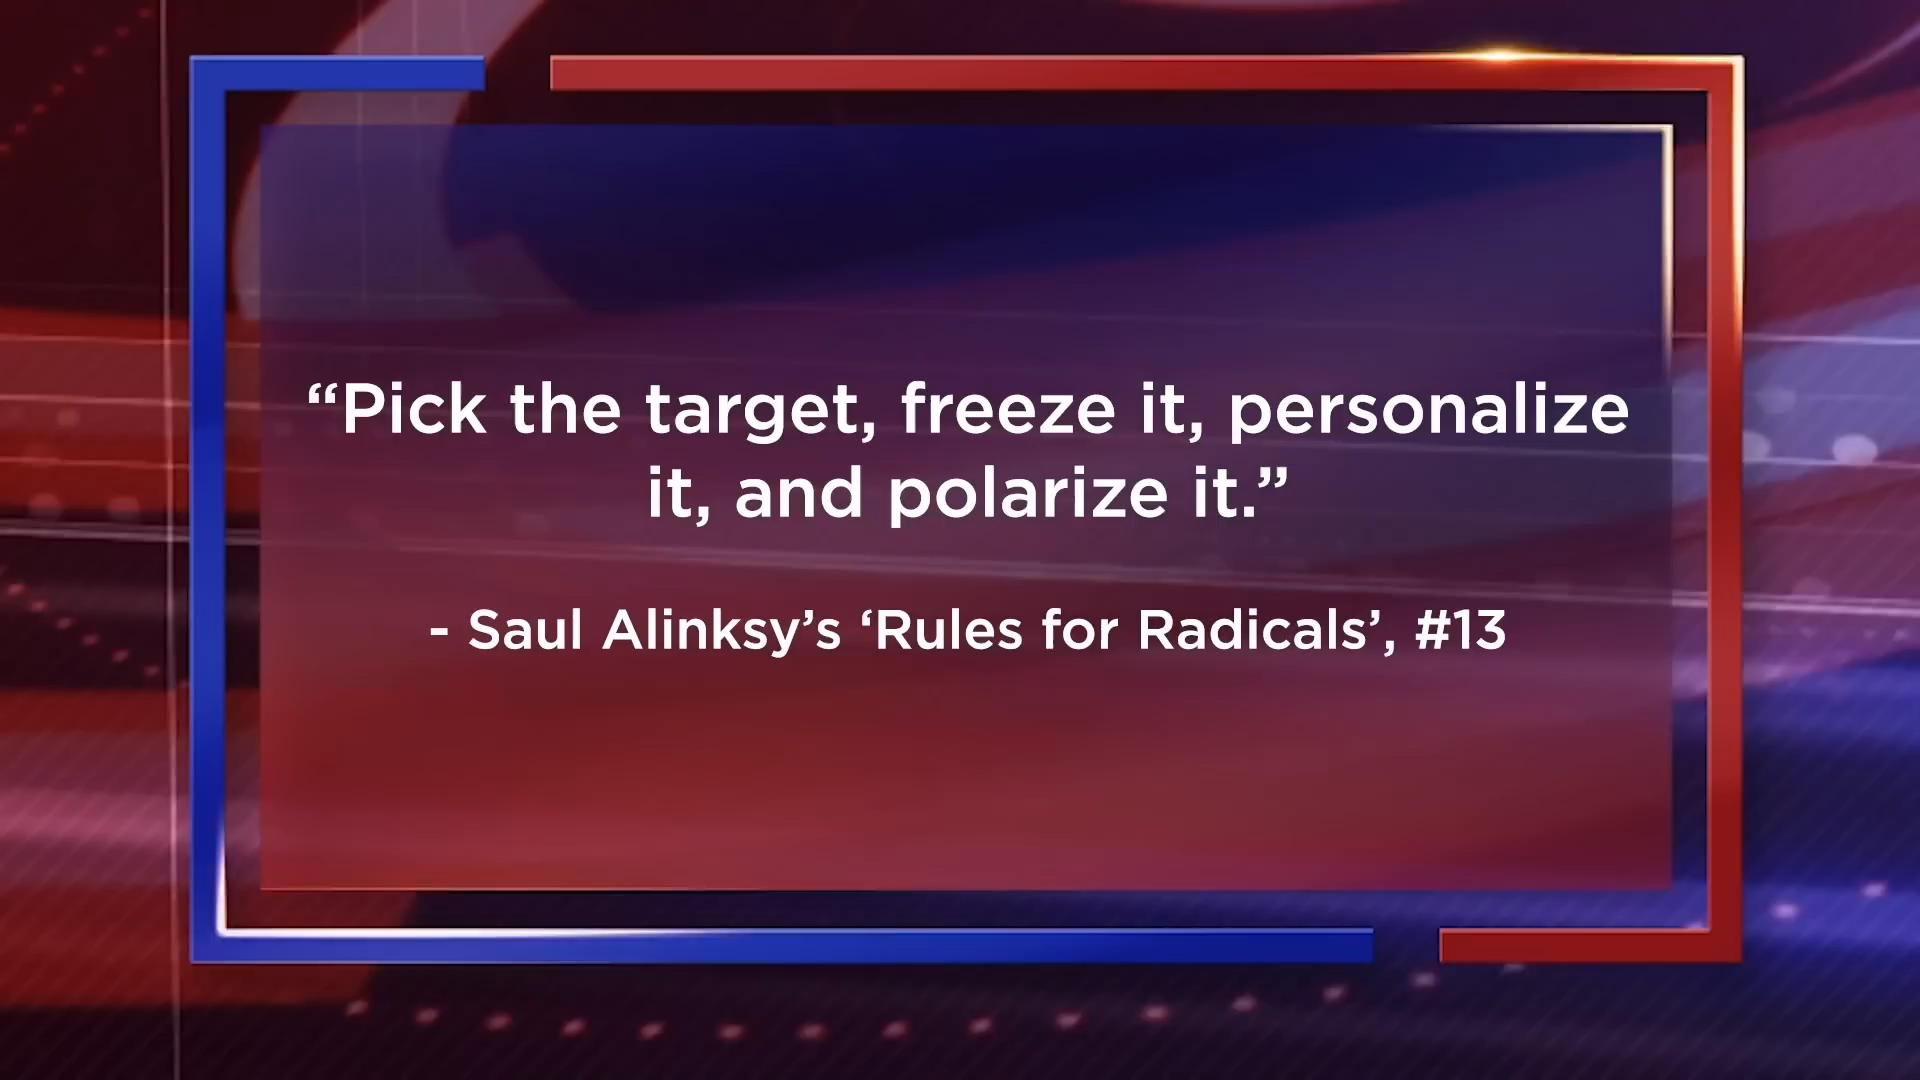 “Pick the target, freeze it, personalize
it, and polarize it.”
- Saul Alinksy’s ‘Rules for Radicals’, #13